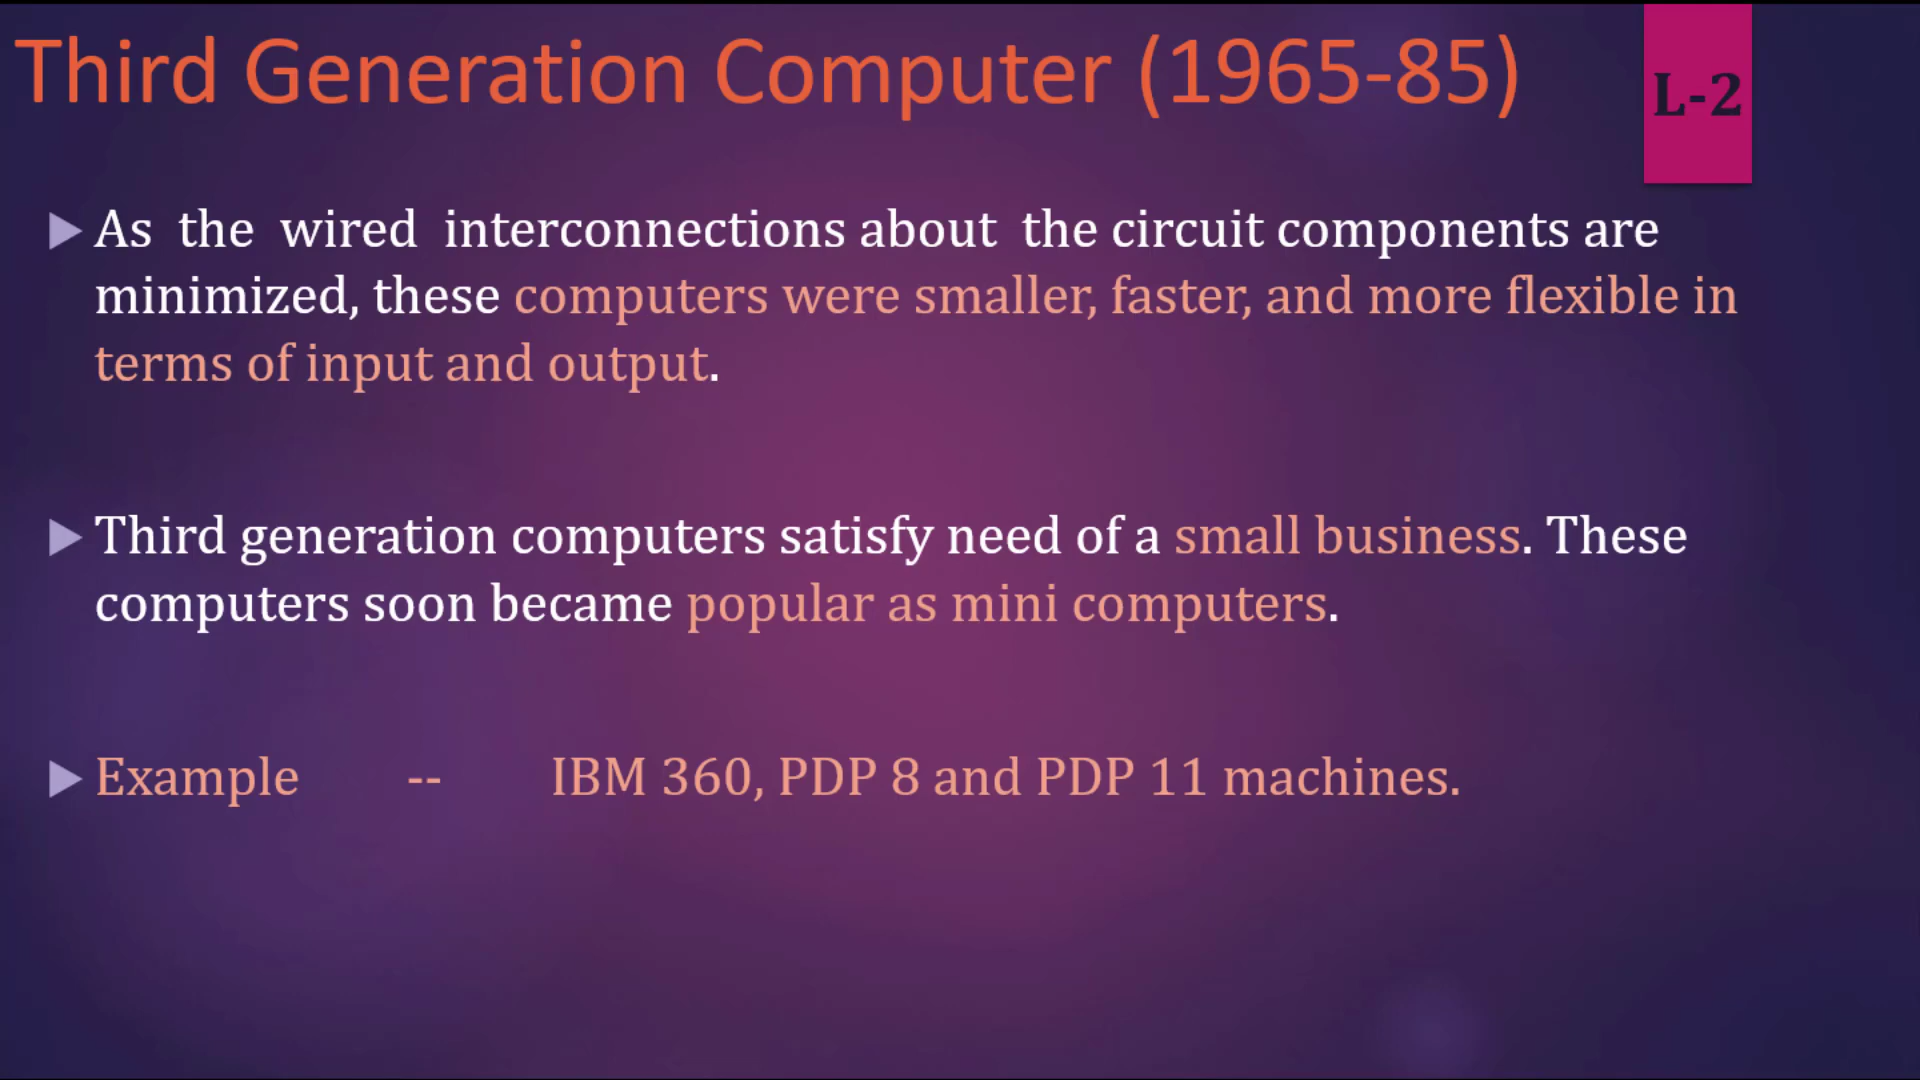 Third Generation Computer (1965-85)
L-2
As the wired interconnections about the circuit components are
minimized, these computers were smaller, faster, and more flexible in
terms of input and output.
Third generation computers satisfy need of a small business. These
computers soon became popular as mini computers.
Example -- IBM 360, PDP 8 and PDP 11 machines.